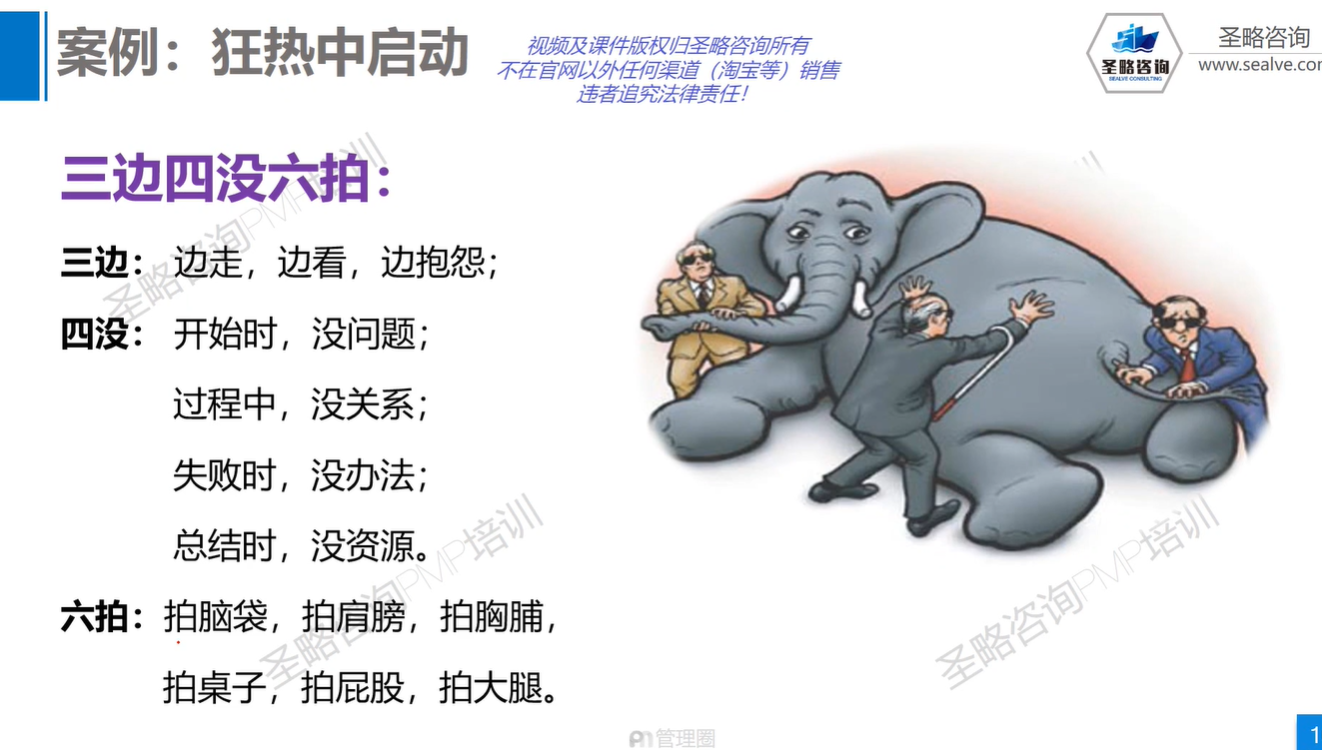 案例：狂热中启动
视频及课件版权归圣略咨询所有
不在官网以外任何渠道（淘宝等）销售
违者追究法律责任！
圣略咨询
SEALVE CONSULTING
圣略咨询
www.sealve.cor
三边四没六拍：
三边： 边走，边看，边抱怨；
四没： 开始时，没问题；
过程中，没关系；
失败时，没办法；
总结时，没资源。
六拍：拍脑袋，拍肩膀，拍胸脯，
拍桌子，拍屁股，拍大腿。
圣略咨询PMP培训
圣略咨询PMP培训
圣略咨询PMP培训
管理圈
1